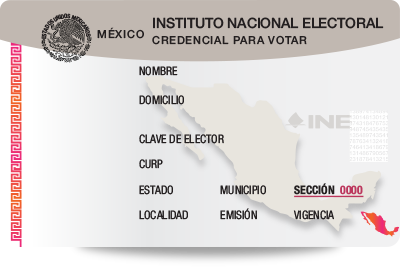 MÉXICO INSTITUTO NACIONAL ELECTORAL
CREDENCIAL PARA VOTAR
NOMBRE
DOMICILIO
INE
CLAVE DE ELECTOR
CURP
ESTADO MUNICIPIO SECCIÓN 0000
LOCALIDAD EMISIÓN VIGENCIA